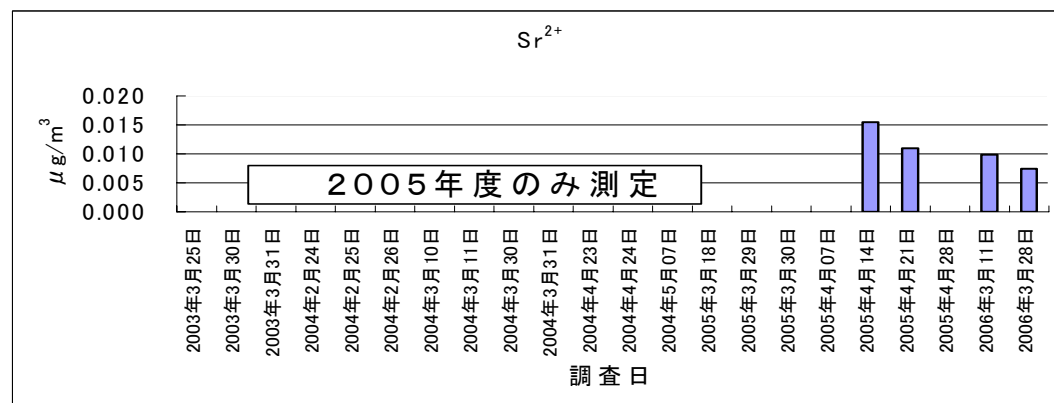 Sr²⁺
μg/m³
0.020
0.015
0.010
0.005
0.000
2005年度のみ測定
2003年3月25日
2003年3月30日
2003年3月31日
2004年2月24日
2004年2月25日
2004年2月26日
2004年3月10日
2004年3月11日
2004年3月30日
2004年3月31日
2004年4月23日
2004年4月24日
2004年5月07日
2005年3月18日
2005年3月29日
2005年3月30日
2005年4月07日
2005年4月14日
2005年4月21日
2005年4月28日
2006年3月11日
2006年3月28日
調査日